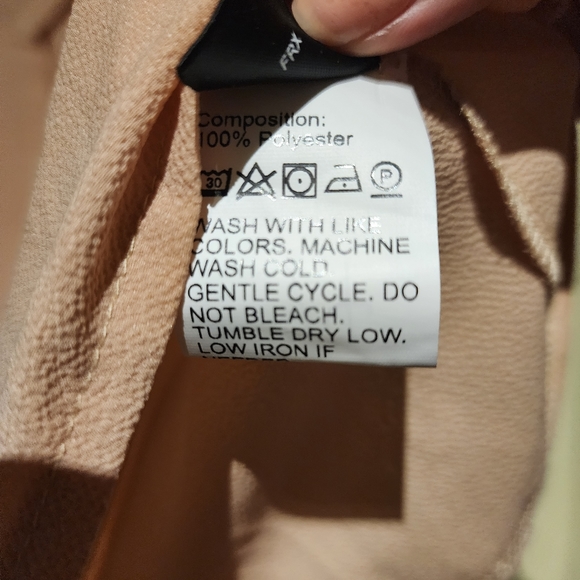 FRX
Composition:
100% Polyester
30 P
WASH WITH LIKE
COLORS. MACHINE
WASH COLD
GENTLE CYCLE. DO
NOT BLEACH.
TUMBLE DRY LOW.
LOW IRON IF